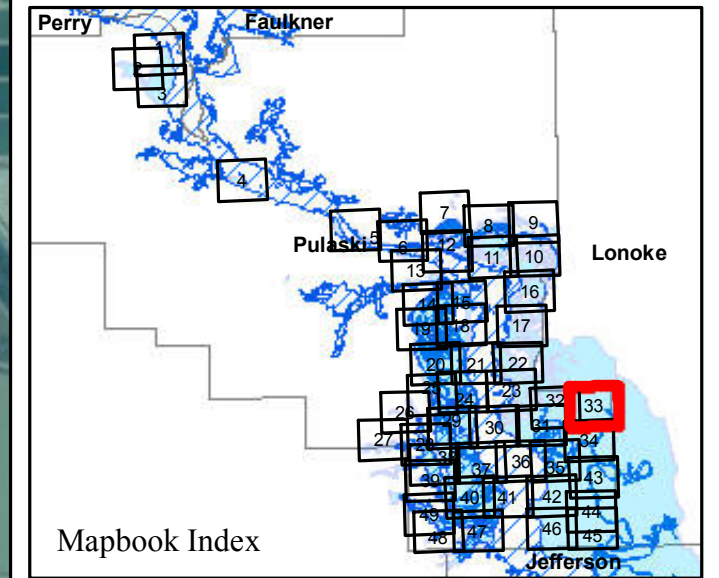 Perry Faulkner
1
2
3
4
7
8 9
5 Pulaski 6 12
11 10 Lonoke
13
16
14 15
19 18 17
20 21 22
23
24 32 33
26
29 30 31
27 28 34
38 37 36 35
39 43
40 41 42
49 44
48 47 46 45
Mapbook Index
Jefferson